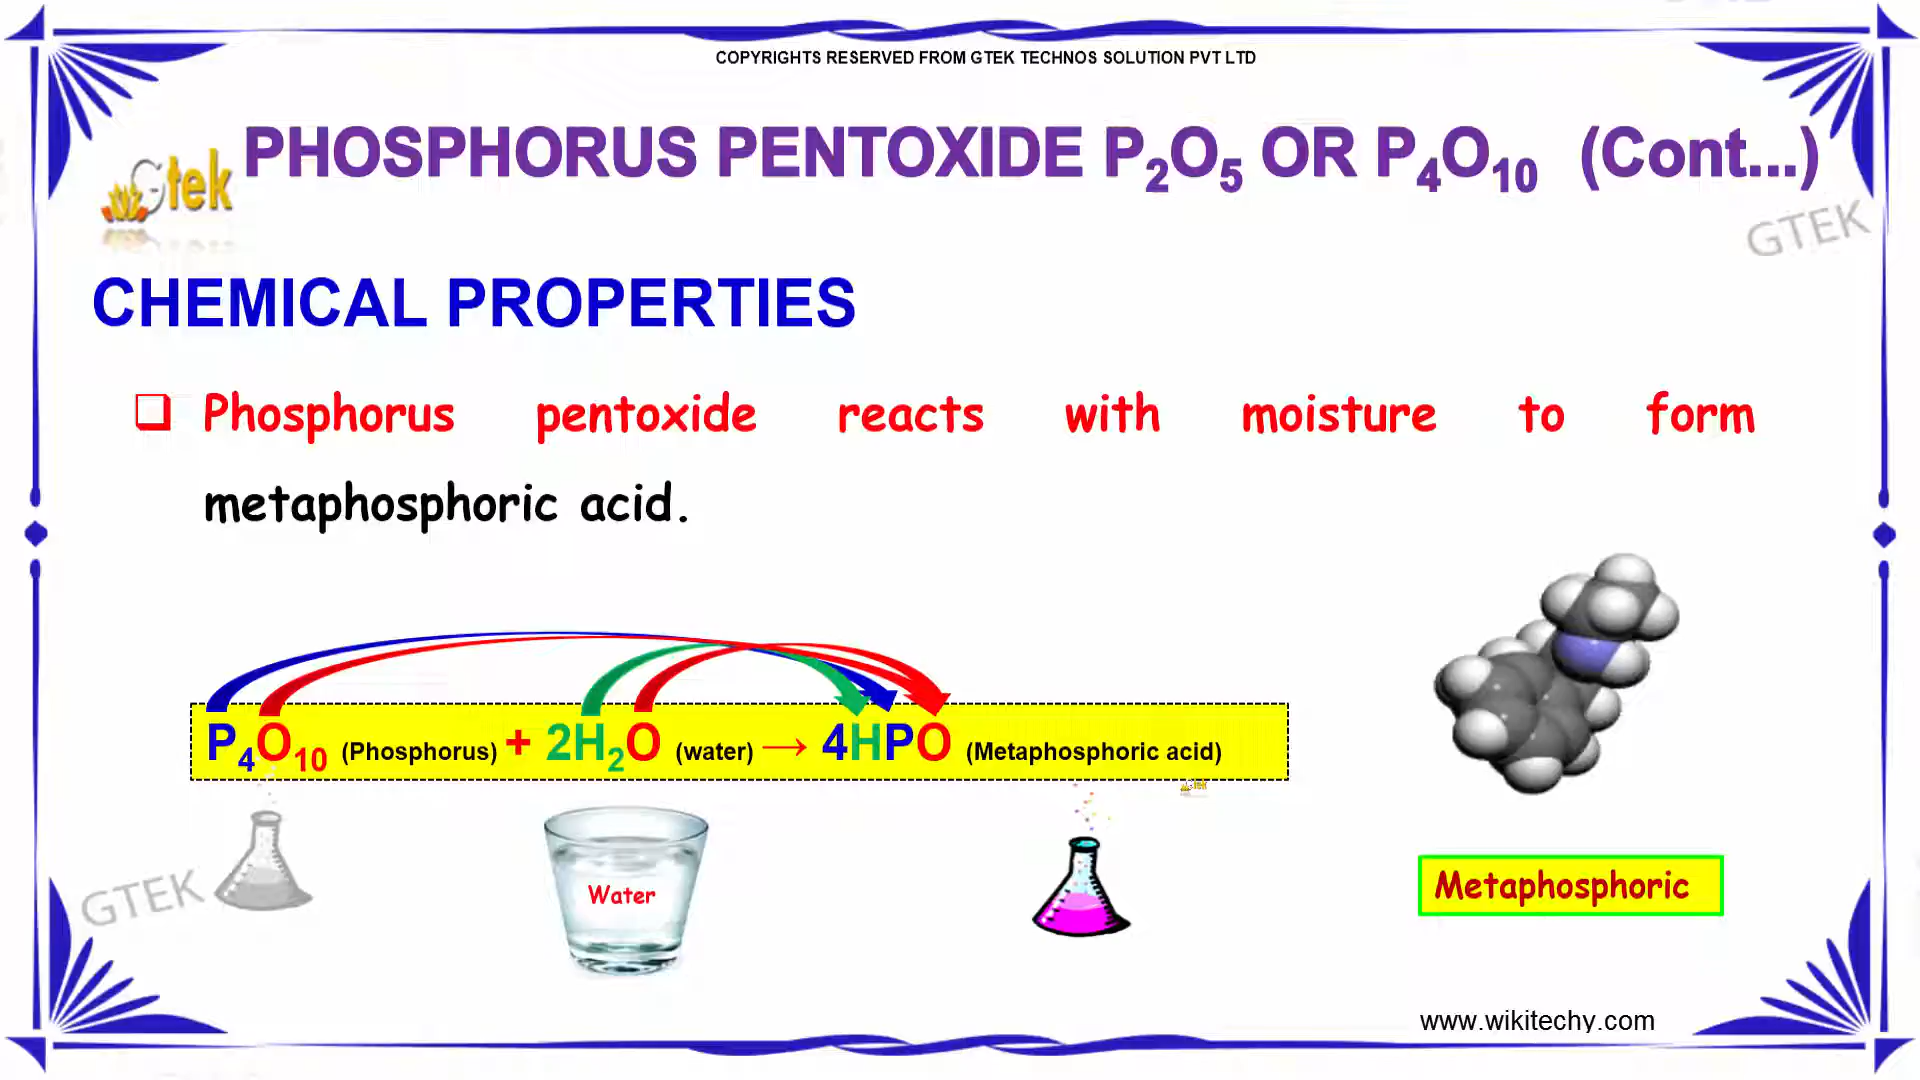 COPYRIGHTS RESERVED FROM GTEK TECHNOS SOLUTION PVT LTD
Gtek
PHOSPHORUS PENTOXIDE P₂O₅ OR P₄O₁₀ (Cont...)
GTEK
CHEMICAL PROPERTIES
Phosphorus pentoxide reacts with moisture to form
metaphosphoric acid.
P₄O₁₀ (Phosphorus) + 2H₂O (water) → 4HPO (Metaphosphoric acid)
Gtek
Water
GTEK
Metaphosphoric
www.wikitechy.com